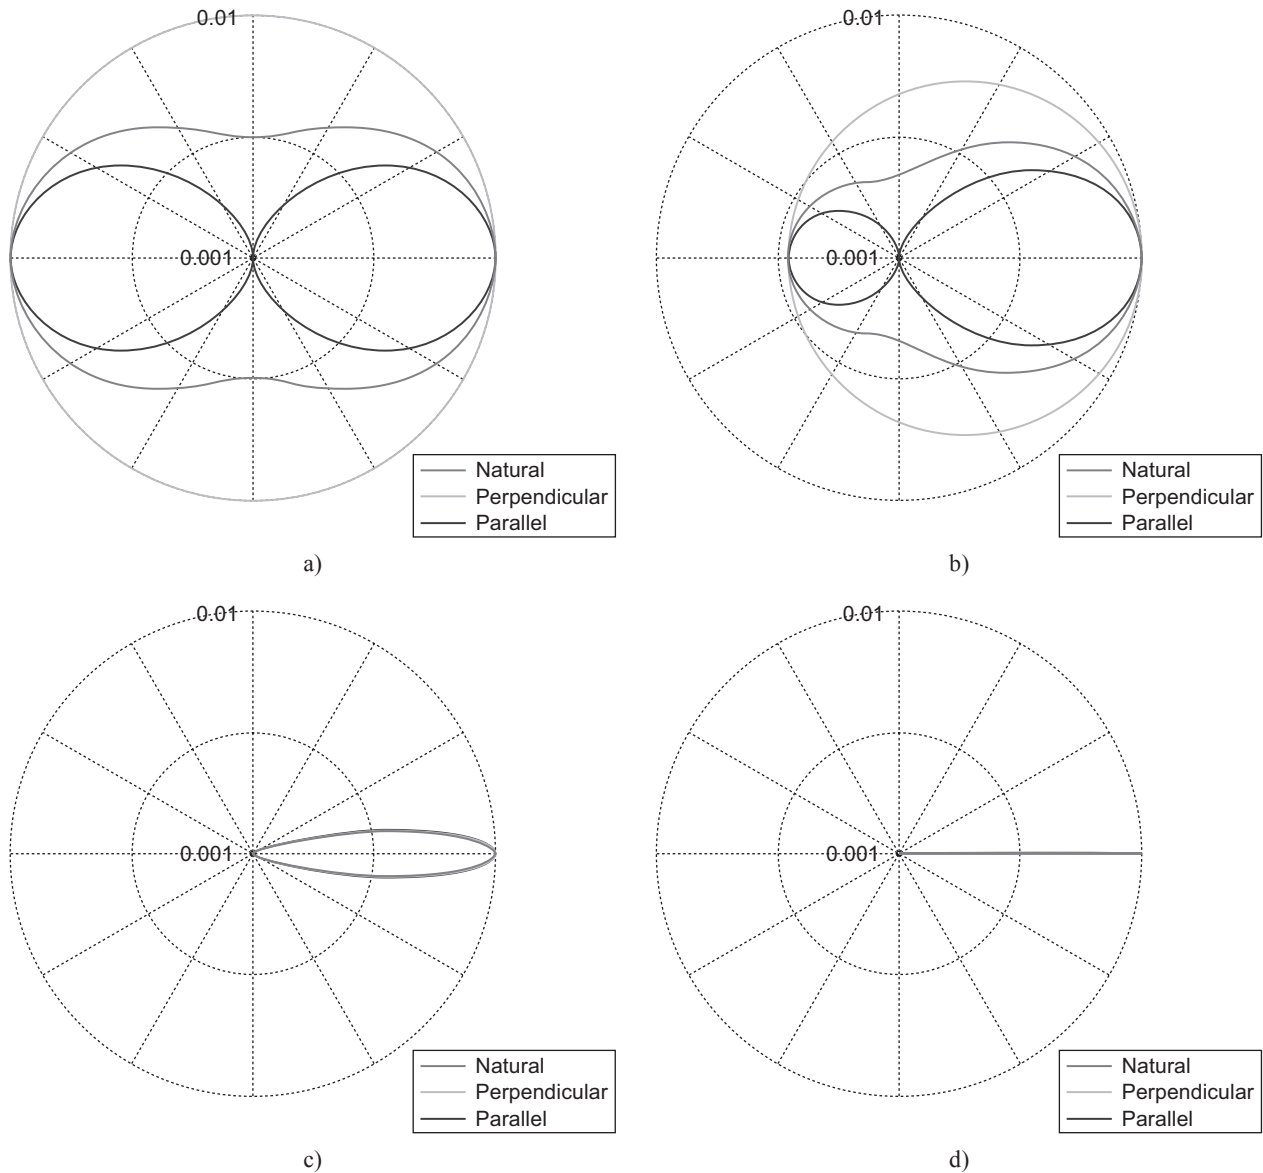 0.01
0.001
Natural
Perpendicular
Parallel
a)
0.01
0.001
Natural
Perpendicular
Parallel
b)
0.01
0.001
Natural
Perpendicular
Parallel
c)
0.01
0.001
Natural
Perpendicular
Parallel
d)